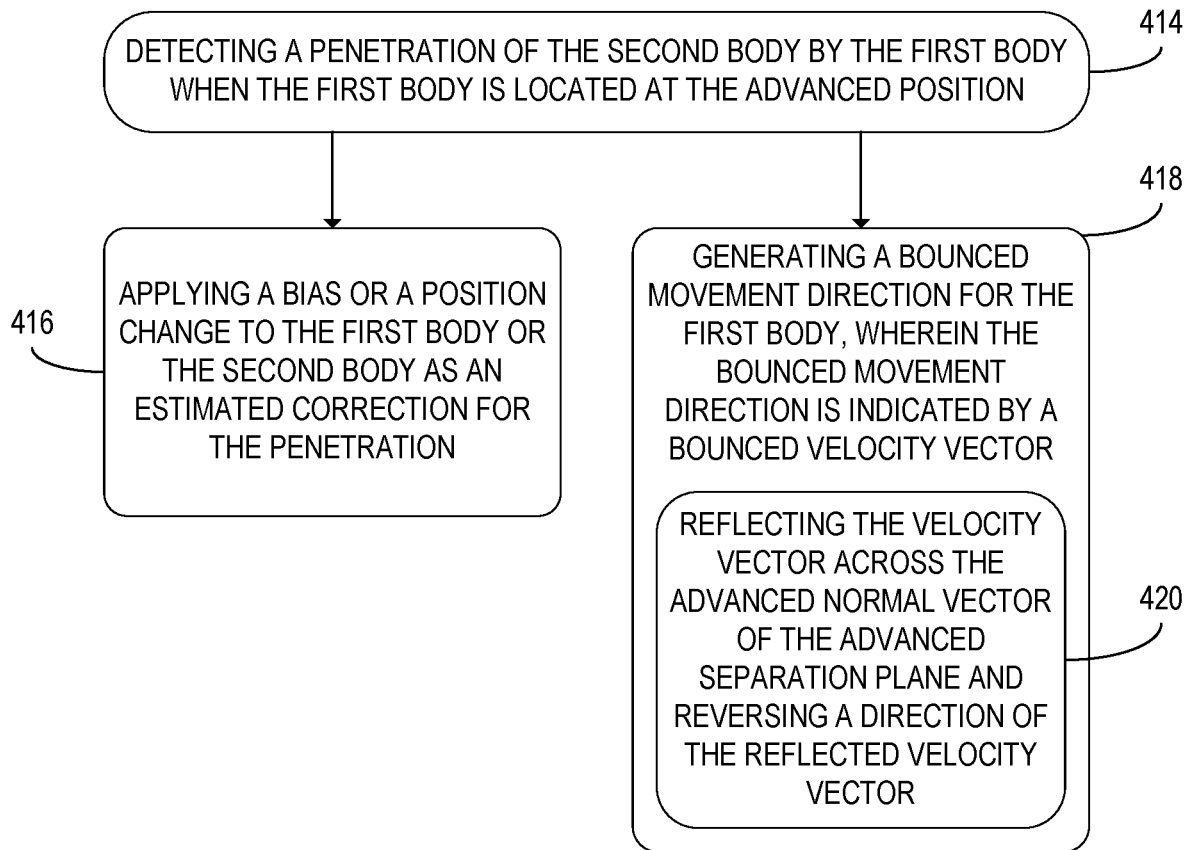 414
DETECTING A PENETRATION OF THE SECOND BODY BY THE FIRST BODY
WHEN THE FIRST BODY IS LOCATED AT THE ADVANCED POSITION
416
APPLYING A BIAS OR A POSITION
CHANGE TO THE FIRST BODY OR
THE SECOND BODY AS AN
ESTIMATED CORRECTION FOR
THE PENETRATION
418
GENERATING A BOUNCED
MOVEMENT DIRECTION FOR THE
FIRST BODY, WHEREIN THE
BOUNCED MOVEMENT
DIRECTION IS INDICATED BY A
BOUNCED VELOCITY VECTOR
420
REFLECTING THE VELOCITY
VECTOR ACROSS THE
ADVANCED NORMAL VECTOR
OF THE ADVANCED
SEPARATION PLANE AND
REVERSING A DIRECTION OF
THE REFLECTED VELOCITY
VECTOR